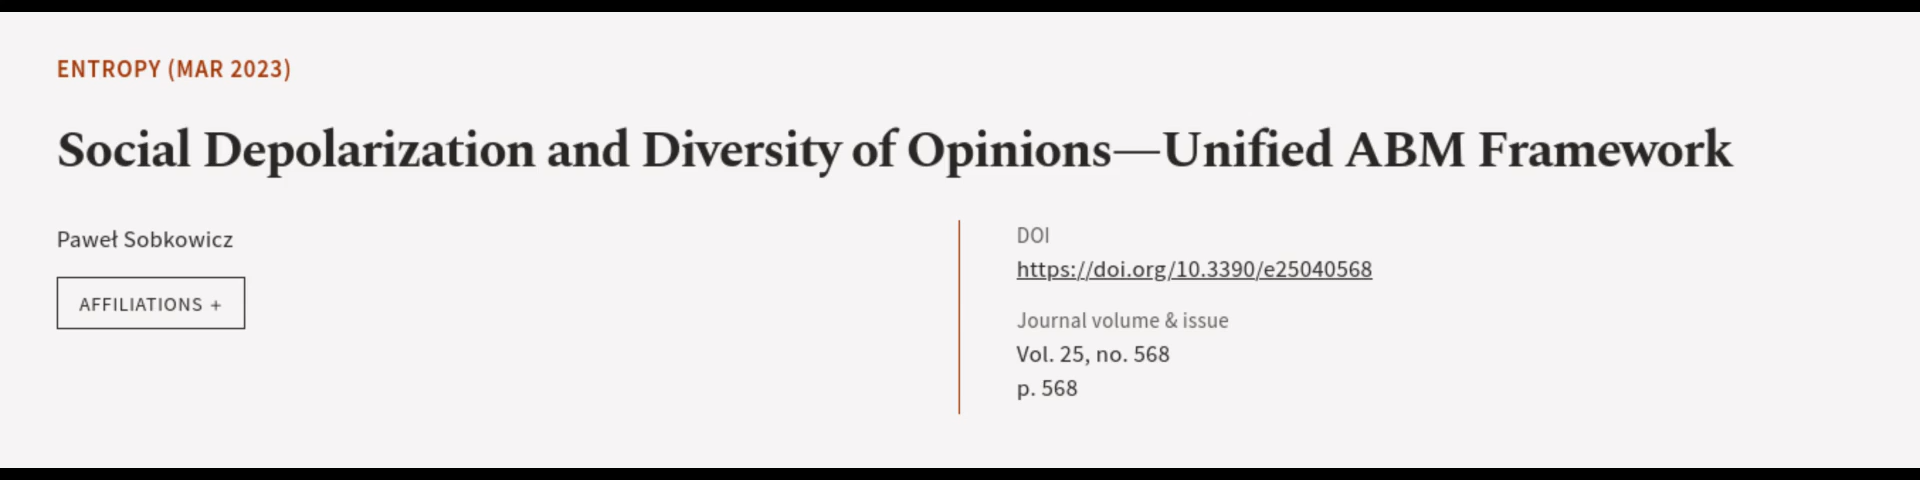 ENTROPY (MAR 2023)
Social Depolarization and Diversity of Opinions—Unified ABM Framework
Paweł Sobkowicz
AFFILIATIONS +
DOI
https://doi.org/10.3390/e25040568
Journal volume & issue
Vol. 25, no. 568
p. 568